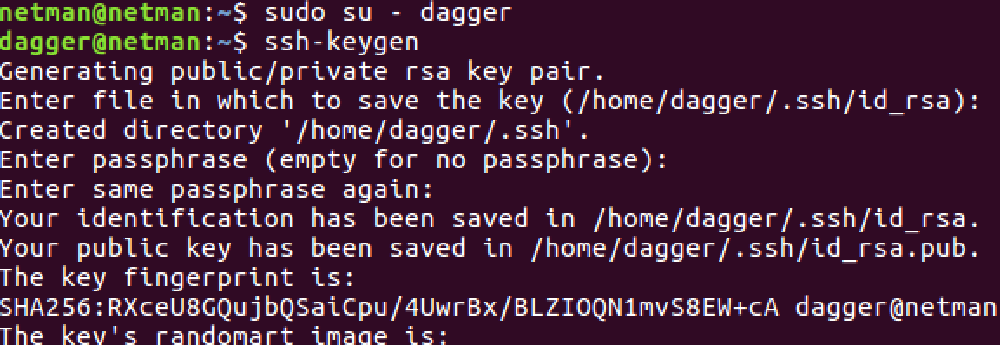 netman@netman:~$ sudo su - dagger
dagger@netman:~$ ssh-keygen
Generating public/private rsa key pair.
Enter file in which to save the key (/home/dagger/.ssh/id_rsa):
Created directory '/home/dagger/.ssh'.
Enter passphrase (empty for no passphrase):
Enter same passphrase again:
Your identification has been saved in /home/dagger/.ssh/id_rsa.
Your public key has been saved in /home/dagger/.ssh/id_rsa.pub.
The key fingerprint is:
SHA256:RXceU8GQujbQSaiCpu/4UwrBx/BLZIOQN1mvS8EW+cA dagger@netman
The key's randomart image is: